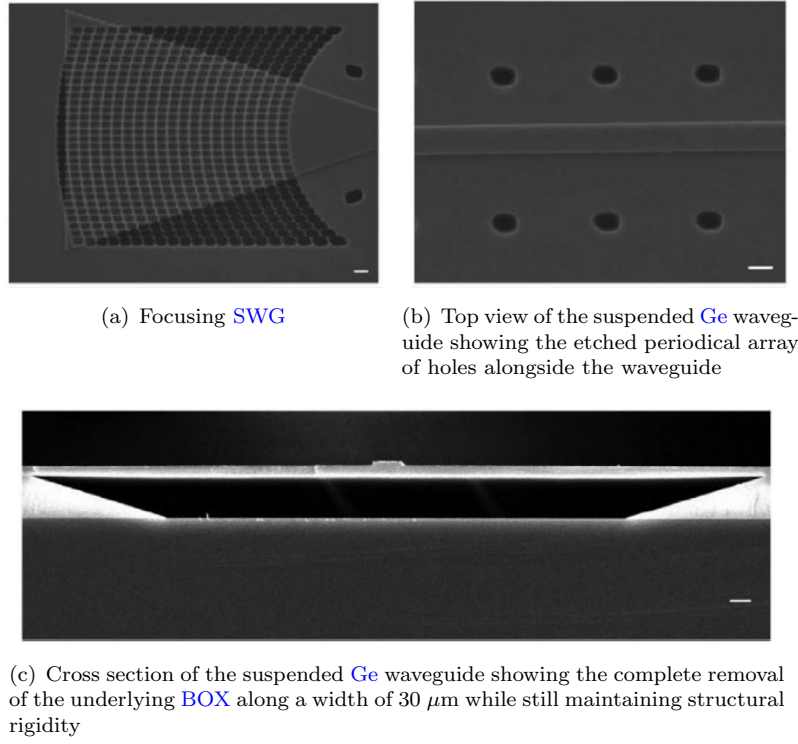 (a) Focusing SWG
(b) Top view of the suspended Ge waveg-
uide showing the etched periodical array
of holes alongside the waveguide
(c) Cross section of the suspended Ge waveguide showing the complete removal
of the underlying BOX along a width of 30 μm while still maintaining structural
rigidity